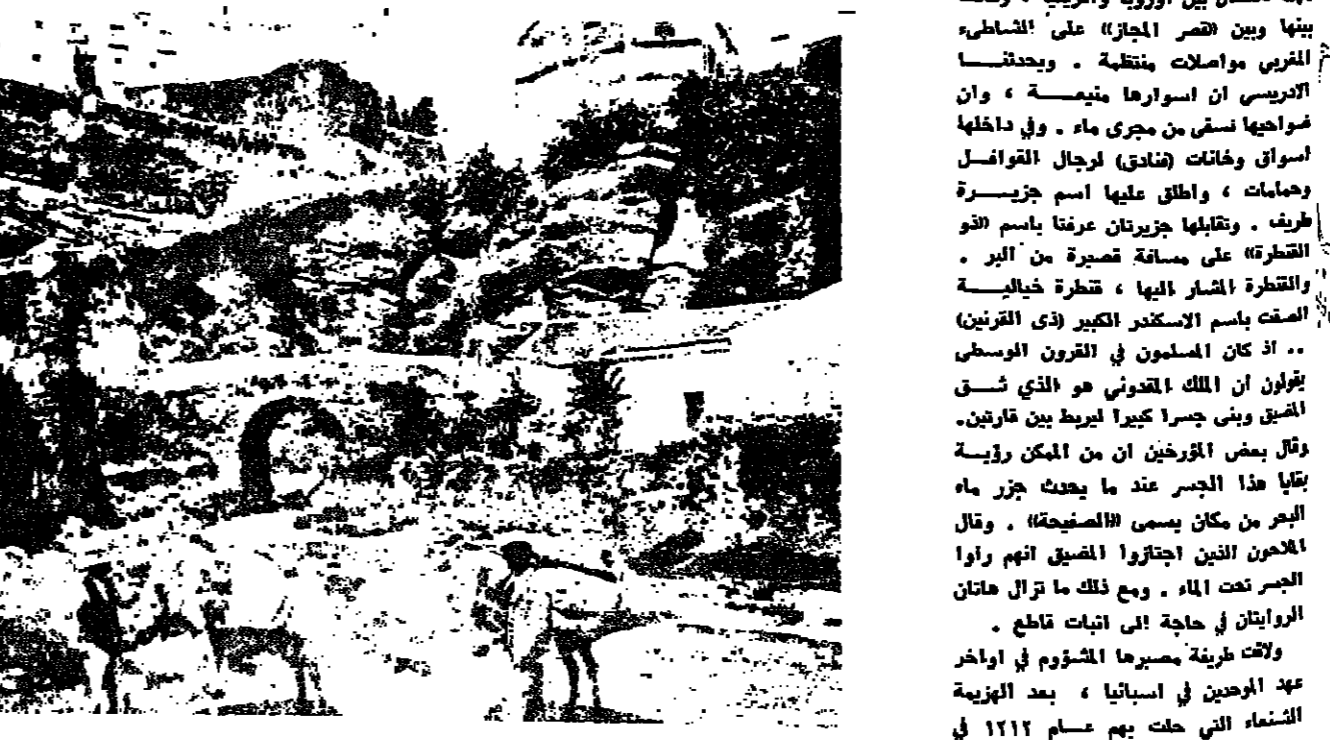 بين اوروبا وافريقيا ، وكانت
بينها وبين «قصر المجاز» على الشاطىء
المغربي مواصلات منتظمة . ويحدثنا
الادريسي ان اسوارها منيعة ، وان
ضواحيها تسقى من مجرى ماء . وفي داخلها
أسواق وخانات (فنادق) لرجال القوافل
وحمامات ، واطلق عليها اسم جزيرة
طريف . وتقابلها جزيرتان عرفتا باسم «ذو
القنطرة» على مسافة قصيرة من البر .
والقنطرة المشار اليها ، قنطرة خيالية
الصقت باسم الاسكندر الكبير (ذى القرنين)
.. اذ كان المسلمون في القرون الوسطى
يقولون ان الملك المقدوني هو الذي شق
المضيق وبنى جسرا كبيرا ليربط بين قارتين.
وقال بعض المؤرخين ان من الممكن رؤية
بقايا هذا الجسر عند ما يحدث جزر ماء
البحر من مكان يسمى «الصفيحة» . وقال
الملاحون الذين اجتازوا المضيق انهم راوا
الجسر تحت الماء . ومع ذلك ما تزال هاتان
الروايتان في حاجة الى اثبات قاطع .
ولاقت طريفة مصيرها المشؤوم في اواخر
عهد الموحدين في اسبانيا ، بعد الهزيمة
الشنعاء التي حلت بهم عام ١٢١٢ في